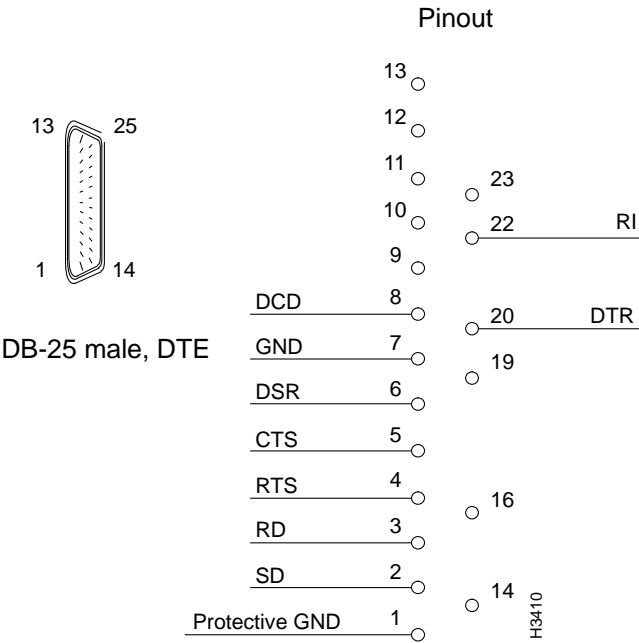 Pinout
13
12
11
10
9
DCD 8
GND 7
DSR 6
CTS 5
RTS 4
RD 3
SD 2
Protective GND 1
23
22 RI
20 DTR
19
16
14
13 25
1 14
DB-25 male, DTE
H3410